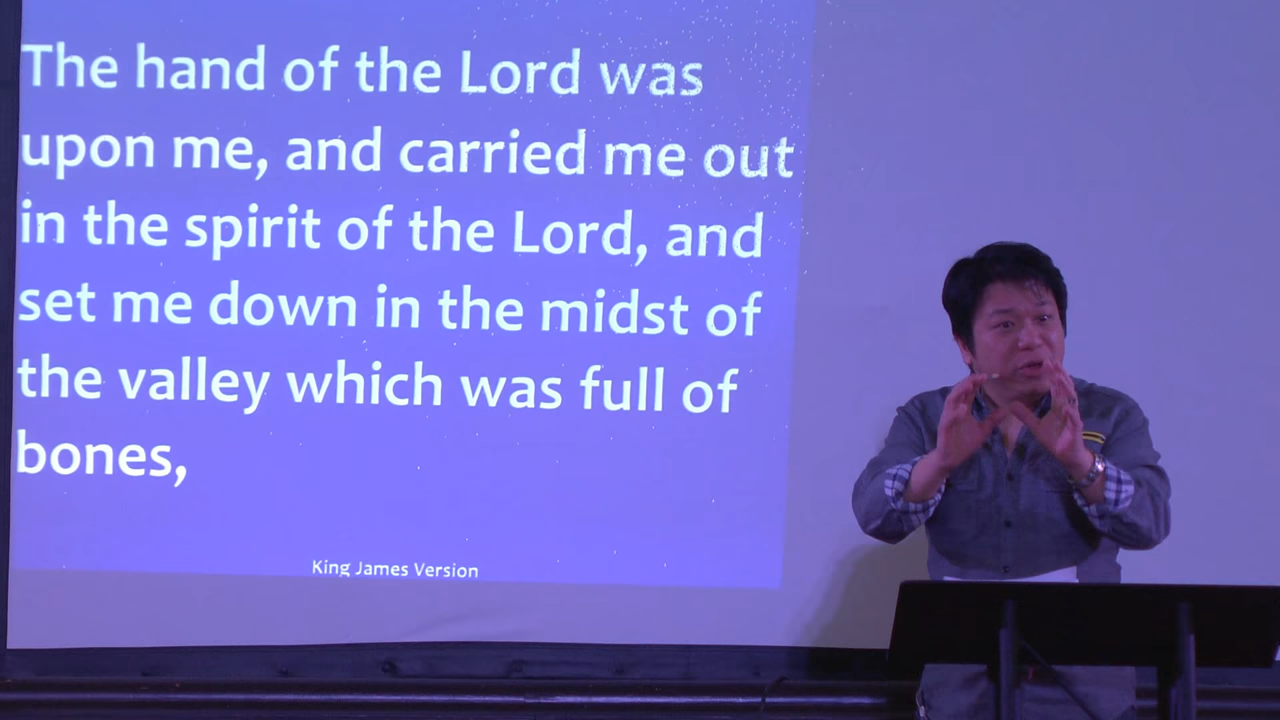 The hand of the Lord was
upon me, and carried me out
in the spirit of the Lord, and
set me down in the midst of
the valley which was full of
bones,
King James Version